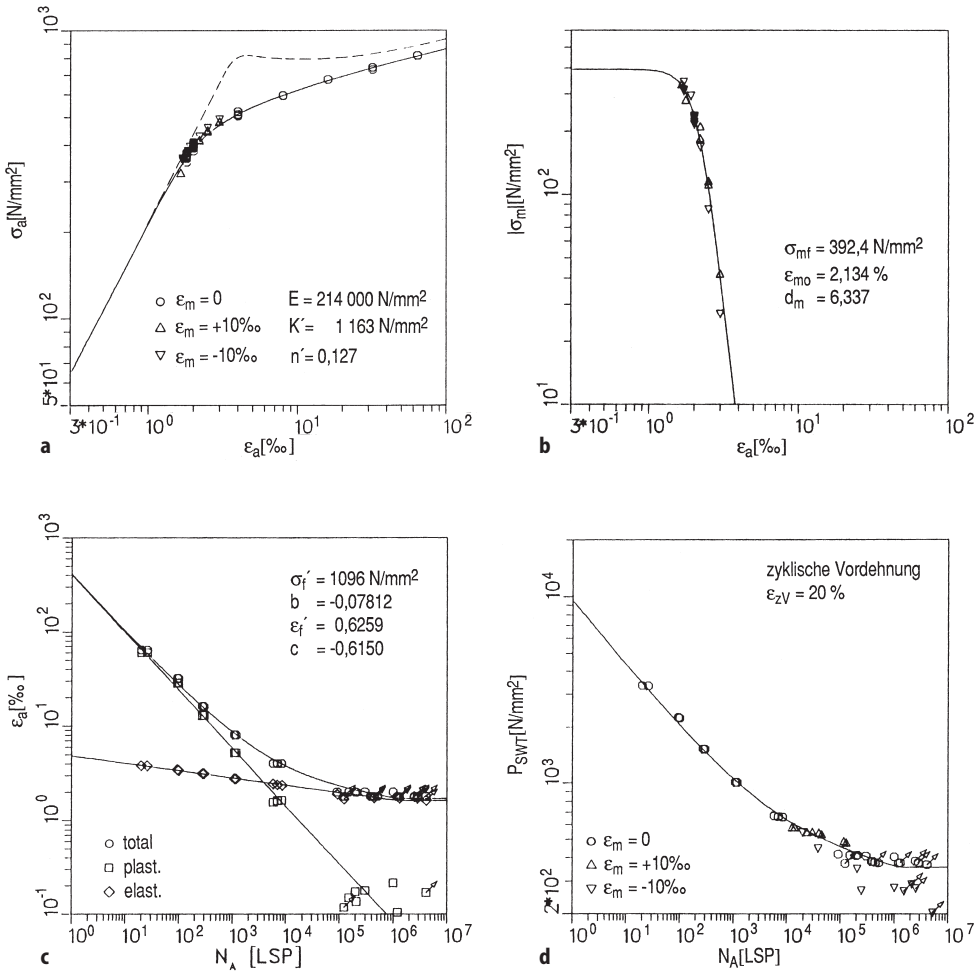 10³
σₐ[N/mm²]
10²
5*10¹
○ εₘ = 0 E = 214 000 N/mm²
△ εₘ = +10‰ K´= 1 163 N/mm²
▽ εₘ = -10‰ n´= 0,127
3*10⁻¹ 10⁰ 10¹ 10²
a εₐ[‰]
|σₘ|[N/mm²]
10²
10¹
σmf = 392,4 N/mm²
εmo = 2,134 %
dₘ = 6,337
3*10⁻¹ 10⁰ 10¹ 10²
b εₐ[‰]
10³
10²
εₐ[‰]
10¹
10⁰
10⁻¹
σf´ = 1096 N/mm²
b = -0,07812
εf´ = 0,6259
c = -0,6150
○ total
□ plast.
◇ elast.
10⁰ 10¹ 10² 10³ 10⁴ 10⁵ 10⁶ 10⁷
c N_A [LSP]
10⁴
P_SWT[N/mm²]
10³
2*10²
zyklische Vordehnung
εzV = 20 %
○ εₘ = 0
△ εₘ = +10‰
▽ εₘ = -10‰
10⁰ 10¹ 10² 10³ 10⁴ 10⁵ 10⁶ 10⁷
d N_A[LSP]